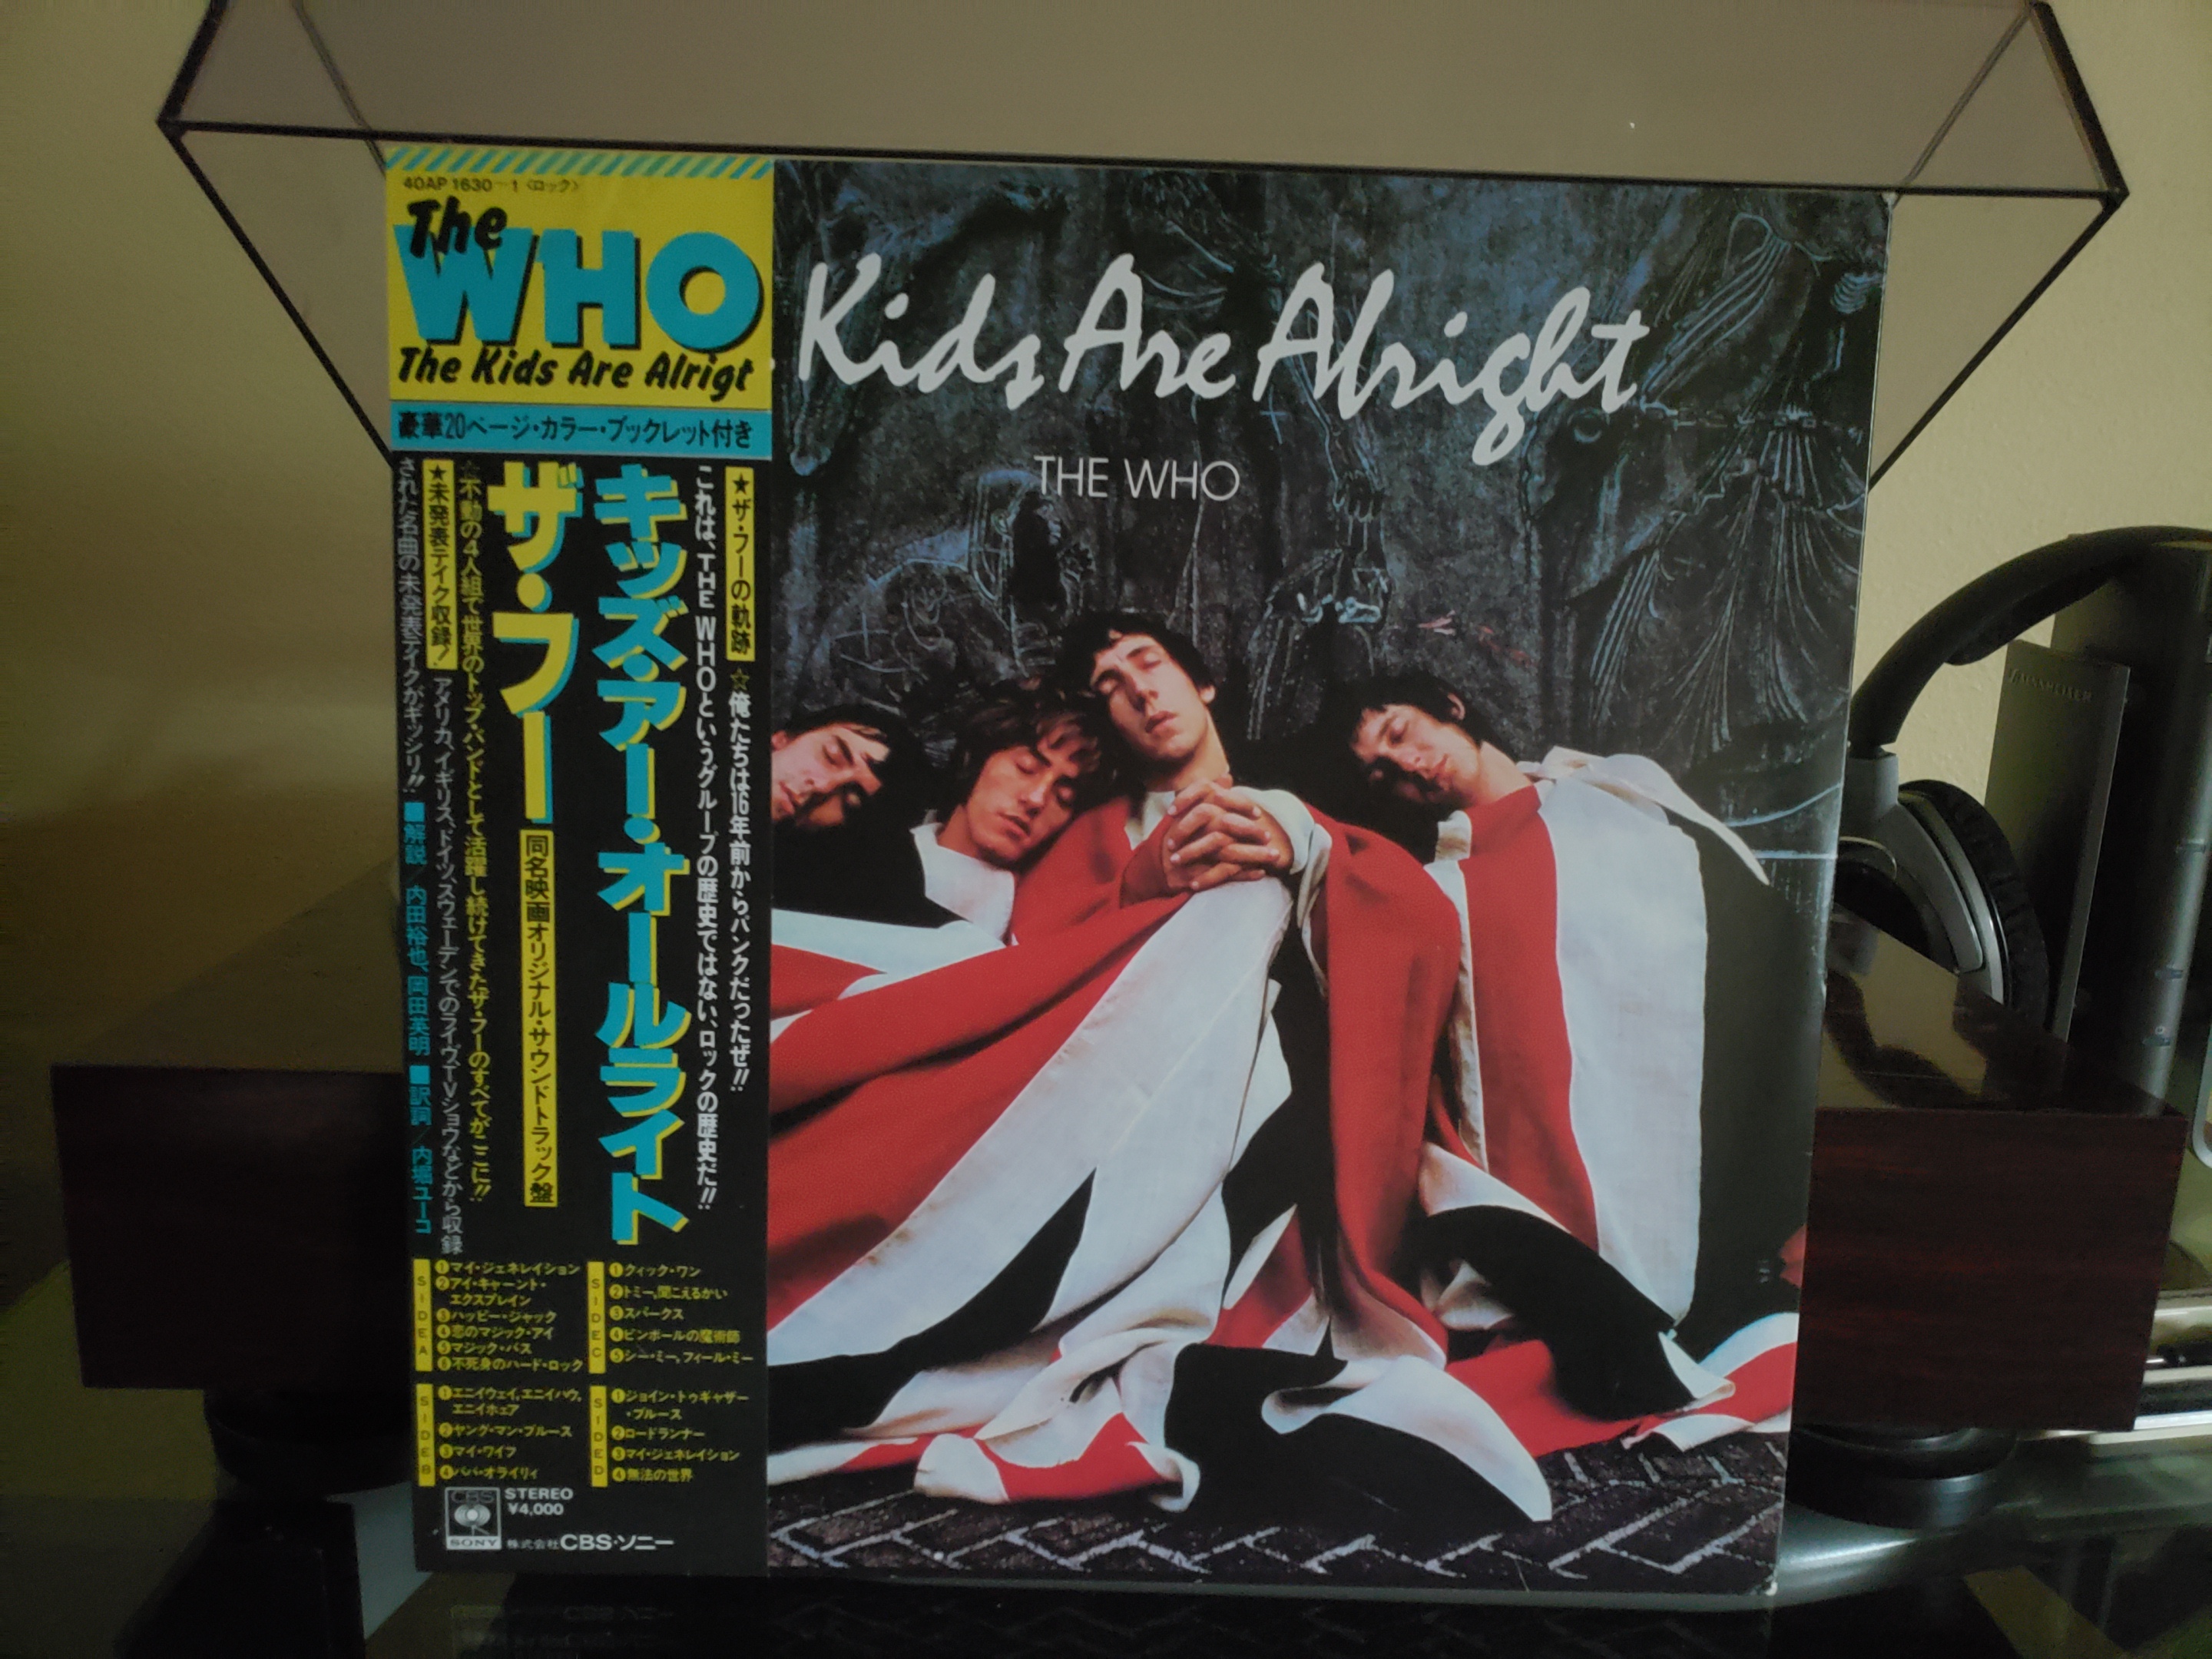 40AP 1630~1 〈ロック〉
The
WHO
The Kids Are Alrigt
豪華20ページ・カラー・ブックレット付き
★ザ・フーの軌跡
☆俺たちは16年前からパンクだったぜ!!
これは、THE WHOというグループの歴史ではない、ロックの歴史だ!!
キッズ・アー・オールライト
ザ・フー
同名映画オリジナル・サウンドトラック盤
☆不動の4人組で世界のトップ・バンドとして活躍し続けてきたザ・フーのすべてがここに!!
★未発表テイク収録!
アメリカ、イギリス、ドイツ、スウェーデンでのライヴ、TVショウなどから収録
された名曲の未発表テイクがギッシリ!!
■解説/内田裕也、岡田英明 ■訳詞/内堀ユーコ
SIDE A
①マイ・ジェネレイション
②アイ・キャーント・
エクスプレイン
③ハッピー・ジャック
④恋のマジック・アイ
⑤マジック・バス
⑥不死身のハード・ロック
SIDE B
①エニイウェイ,エニイハウ,
エニイホェア
②ヤング・マン・ブルース
③マイ・ワイフ
④ババ・オライリィ
SIDE C
①クィック・ワン
②トミー,聞こえるかい
③スパークス
④ピンボールの魔術師
⑤シー・ミー,フィール・ミー
SIDE D
①ジョイン・トゥギャザー
・ブルース
②ロードランナー
③マイ・ジェネレイション
④無法の世界
CBS
SONY
STEREO
¥4,000
株式会社CBS・ソニー
Kids Are Alright
THE WHO
SENNHEISER